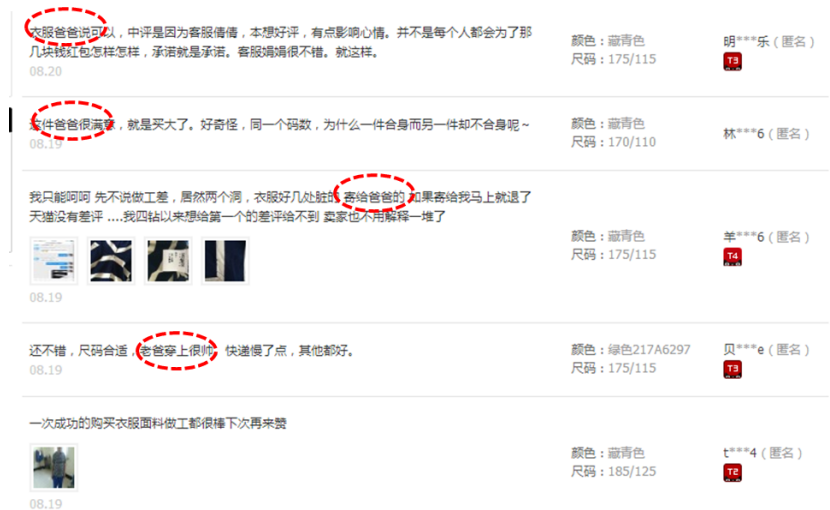 衣服爸爸说可以，中评是因为客服倩倩，本想好评，有点影响心情。并不是每个人都会为了那
几块钱红包怎样怎样，承诺就是承诺。客服娟娟很不错。就这样。
08.20
颜色：藏青色
尺码：175/115
明***乐（匿名）
T3
这件爸爸很满意，就是买大了。好奇怪，同一个码数，为什么一件合身而另一件却不合身呢～
08.19
颜色：藏青色
尺码：170/110
林***6（匿名）
我只能呵呵 先不说做工差，居然两个洞，衣服好几处脏的 寄给爸爸的 如果寄给我马上就退了
天猫没有差评 ....我四钻以来想给第一个的差评给不到 卖家也不用解释一堆了
08.19
颜色：藏青色
尺码：175/115
羊***6（匿名）
T4
还不错，尺码合适，老爸穿上很帅，快递慢了点，其他都好。
08.19
颜色：绿色217A6297
尺码：175/115
贝***e（匿名）
T3
一次成功的购买衣服面料做工都很棒下次再来赞
08.19
颜色：藏青色
尺码：185/125
t***4（匿名）
T2